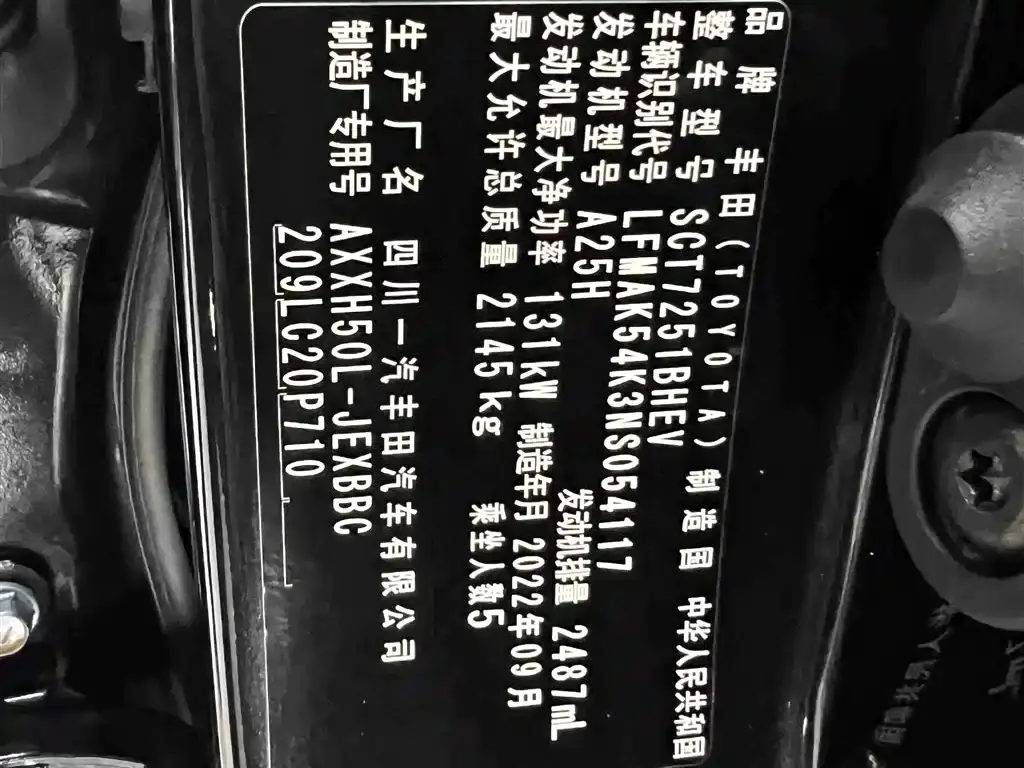 品牌 丰田(TOYOTA) 制造国 中华人民共和国
整车型号 SCT7251BHEV
车辆识别代号 LFMAK54K3NS054117
发动机型号 A25H 发动机排量 2487mL
发动机最大净功率 131kW 制造年月 2022年09月
最大允许总质量 2145kg 乘坐人数5
生产厂名 四川一汽丰田汽车有限公司
制造厂专用号 AXXH50L-JEXBBC
209LC20P710